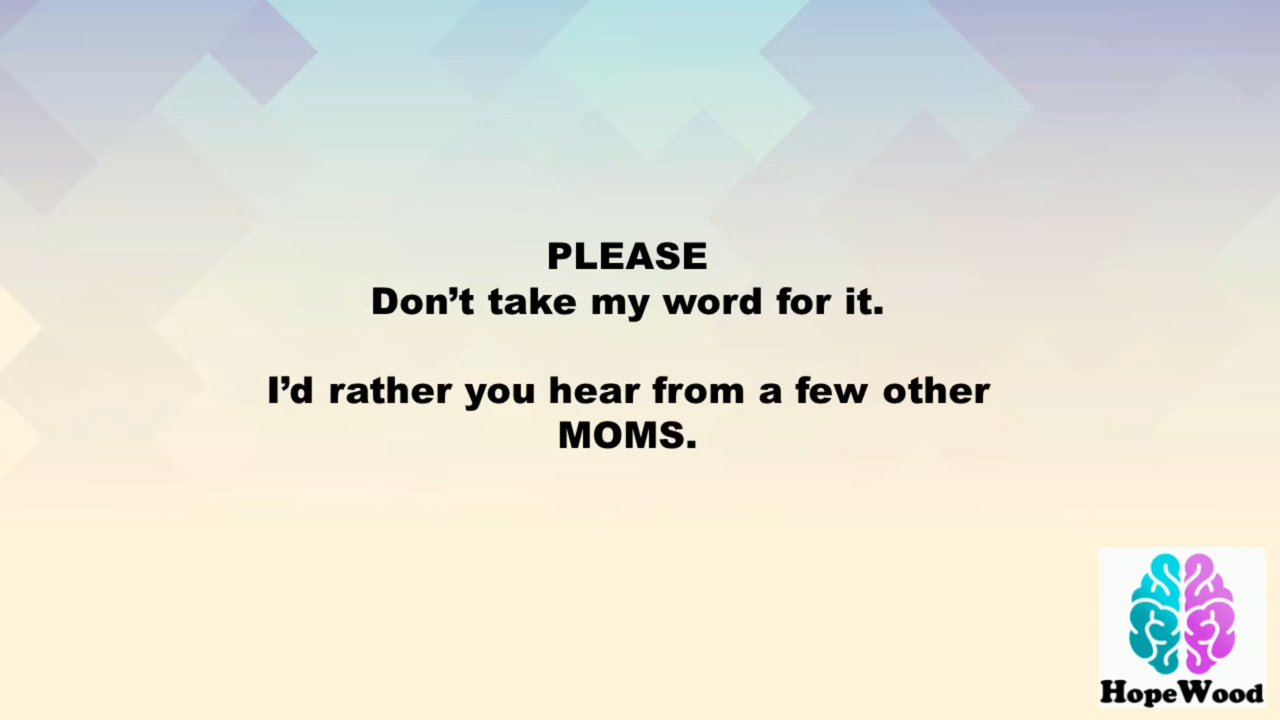 PLEASE
Don’t take my word for it.
I’d rather you hear from a few other
MOMS.
HopeWood